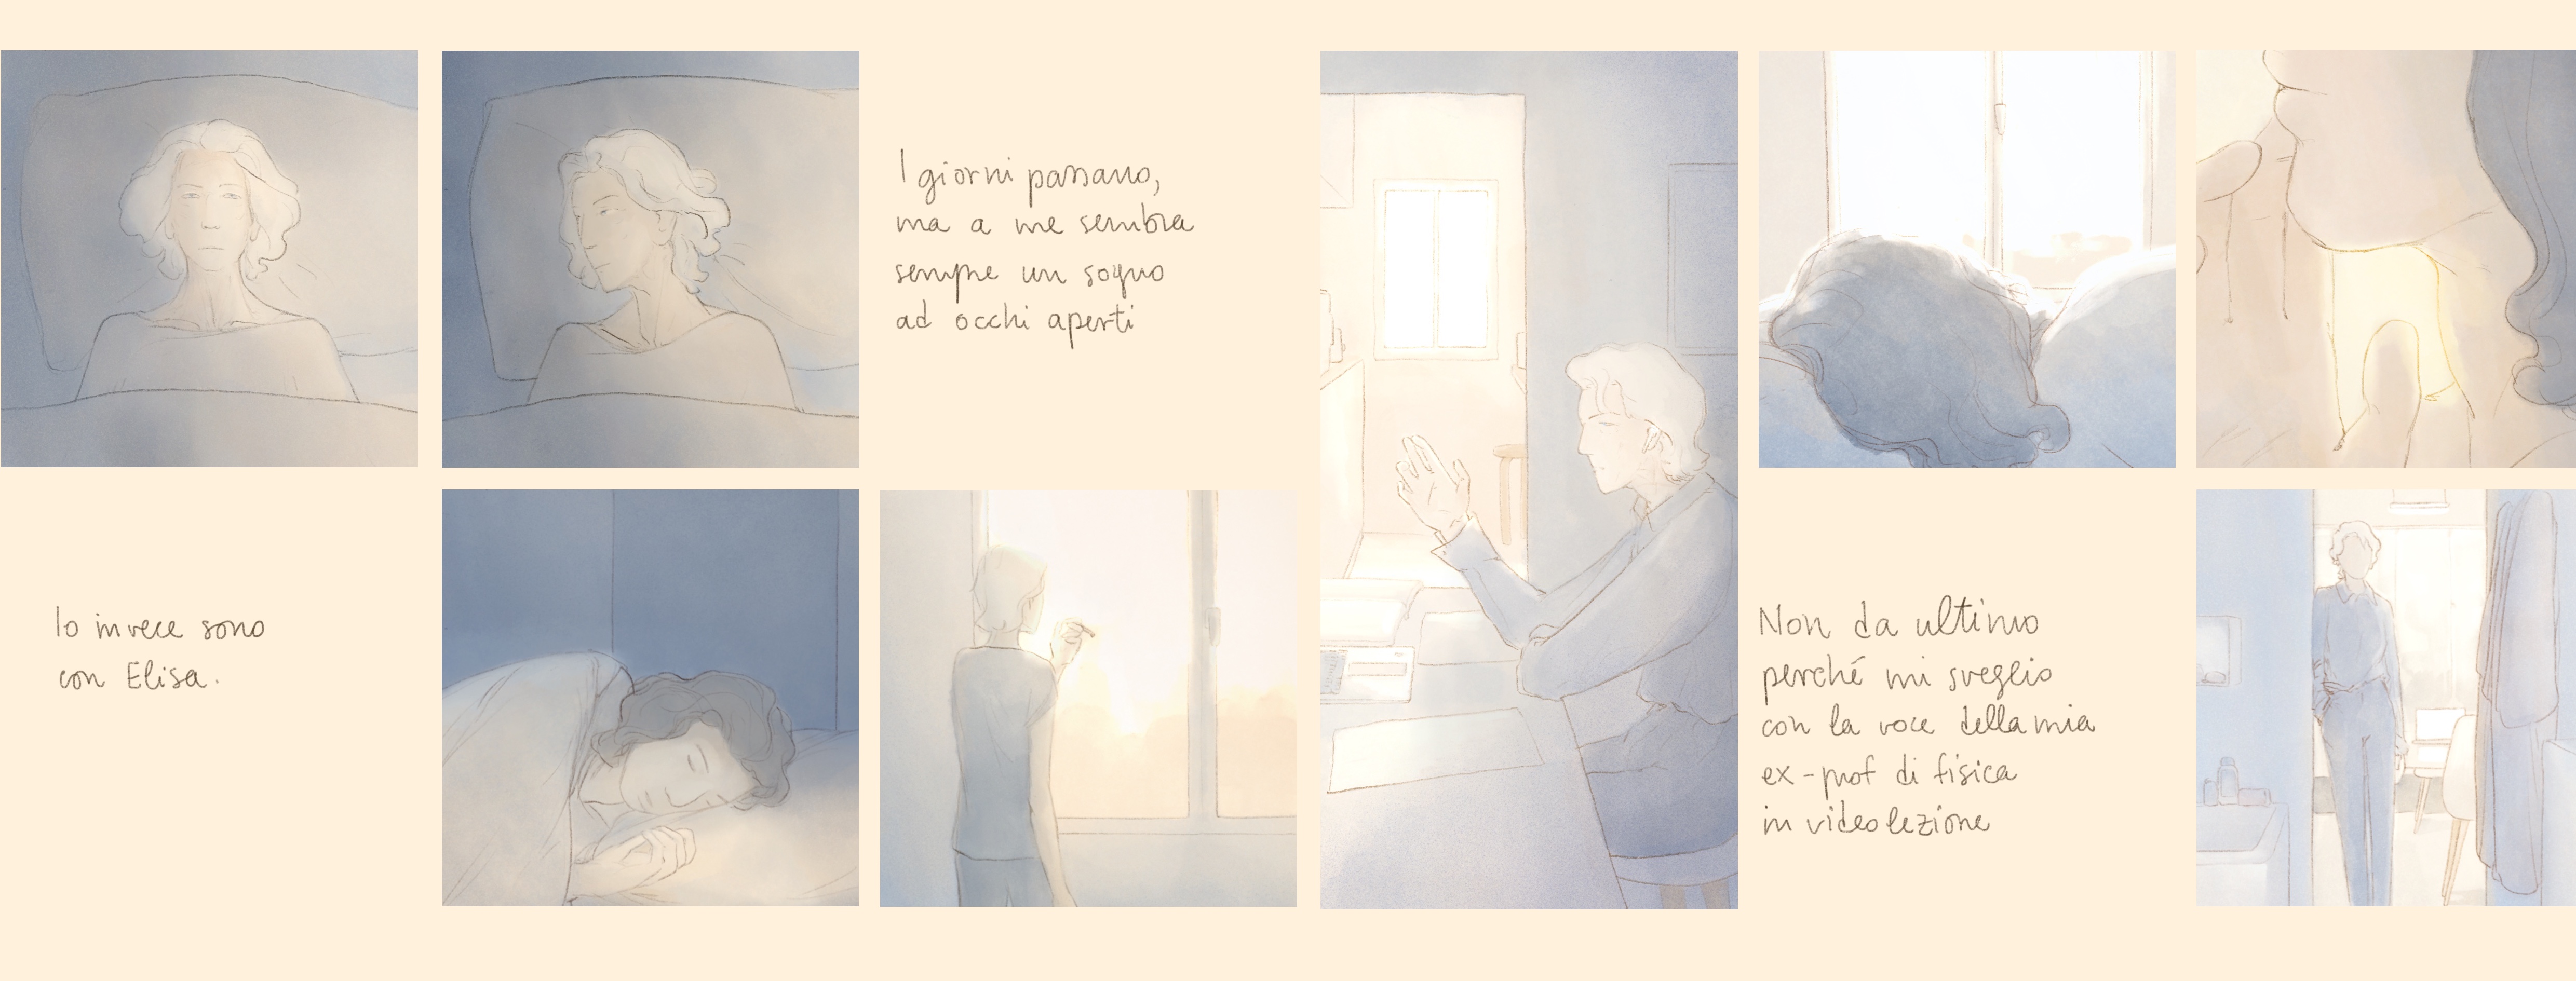 I giorni passano,
ma a me sembra
sempre un sogno
ad occhi aperti
Io invece sono
con Elisa.
Non da ultimo
perché mi sveglio
con la voce della mia
ex-prof di fisica
in videolezione